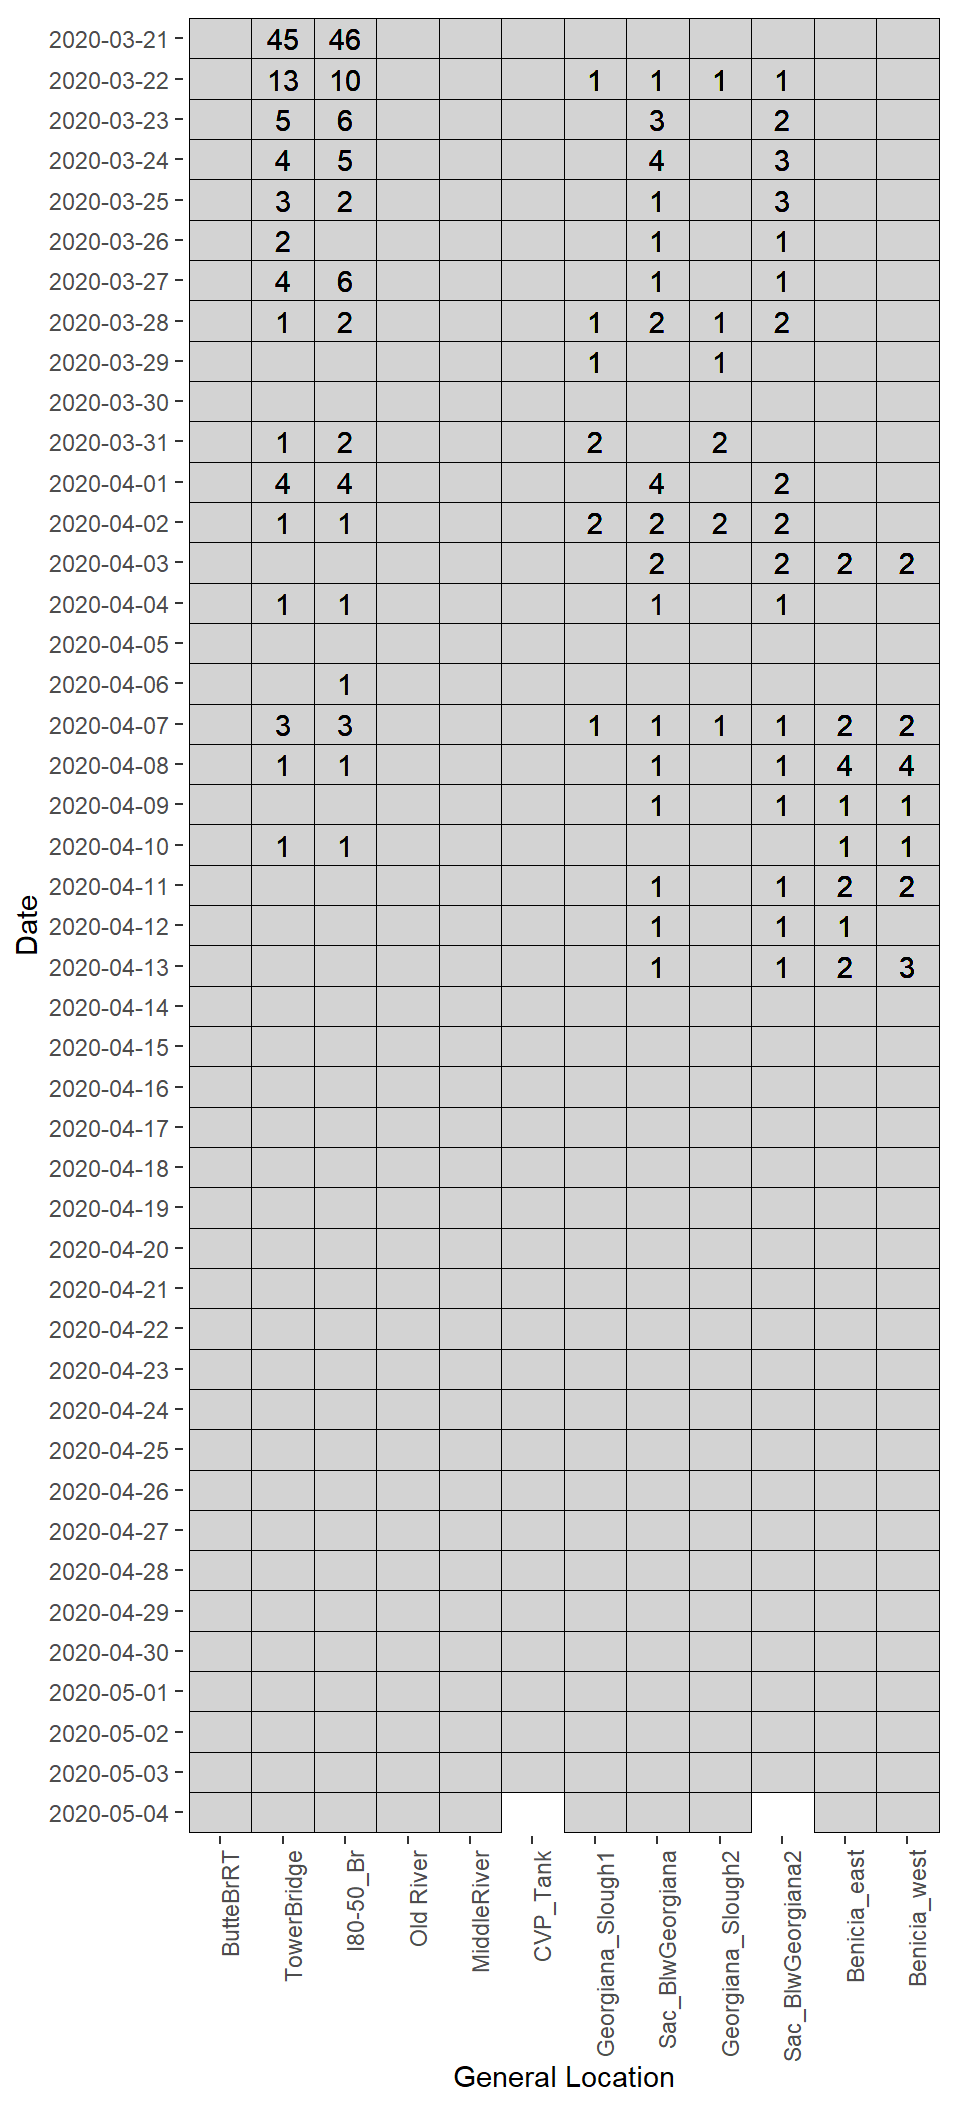 2020-03-21 45 46
2020-03-22 13 10 1 1 1 1
2020-03-23 5 6 3 2
2020-03-24 4 5 4 3
2020-03-25 3 2 1 3
2020-03-26 2 1 1
2020-03-27 4 6 1 1
2020-03-28 1 2 1 2 1 2
2020-03-29 1 1
2020-03-30
2020-03-31 1 2 2 2
2020-04-01 4 4 4 2
2020-04-02 1 1 2 2 2 2
2020-04-03 2 2 2 2
2020-04-04 1 1 1 1
2020-04-05
2020-04-06 1
2020-04-07 3 3 1 1 1 1 2 2
2020-04-08 1 1 1 1 4 4
2020-04-09 1 1 1 1
2020-04-10 1 1 1 1
2020-04-11 1 1 2 2
2020-04-12 1 1 1
2020-04-13 1 1 2 3
2020-04-14
2020-04-15
2020-04-16
2020-04-17
2020-04-18
2020-04-19
2020-04-20
2020-04-21
2020-04-22
2020-04-23
2020-04-24
2020-04-25
2020-04-26
2020-04-27
2020-04-28
2020-04-29
2020-04-30
2020-05-01
2020-05-02
2020-05-03
2020-05-04
Date
ButteBrRT
TowerBridge
I80-50_Br
Old River
MiddleRiver
CVP_Tank
Georgiana_Slough1
Sac_BlwGeorgiana
Georgiana_Slough2
Sac_BlwGeorgiana2
Benicia_east
Benicia_west
General Location